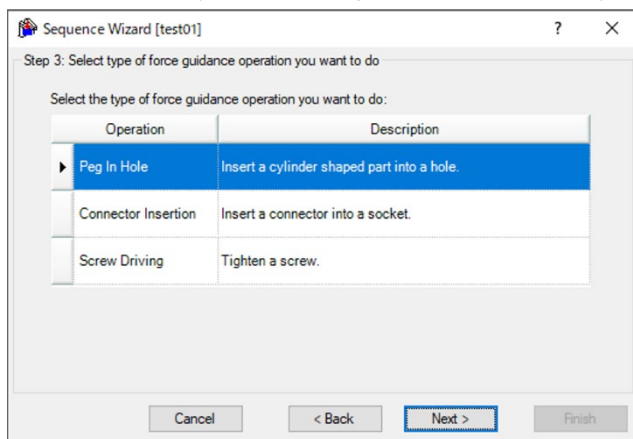 Sequence Wizard [test01]
Step 3: Select type of force guidance operation you want to do
Select the type of force guidance operation you want to do:
Operation Description
Peg In Hole Insert a cylinder shaped part into a hole.
Connector Insertion Insert a connector into a socket.
Screw Driving Tighten a screw.
Cancel < Back Next > Finish